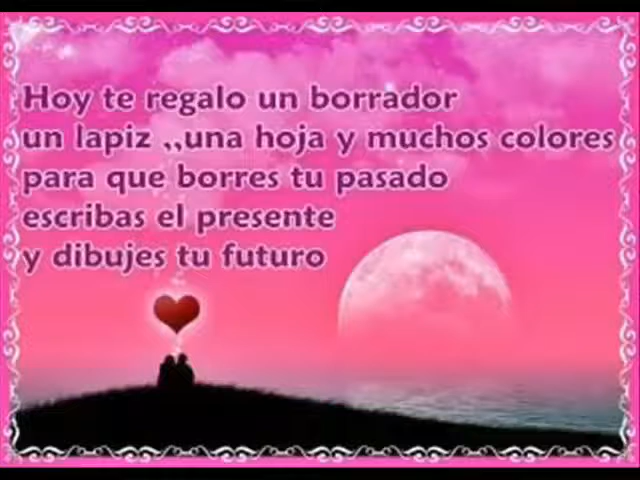 Hoy te regalo un borrador
un lapiz ,,una hoja y muchos colores
para que borres tu pasado
escribas el presente
y dibujes tu futuro